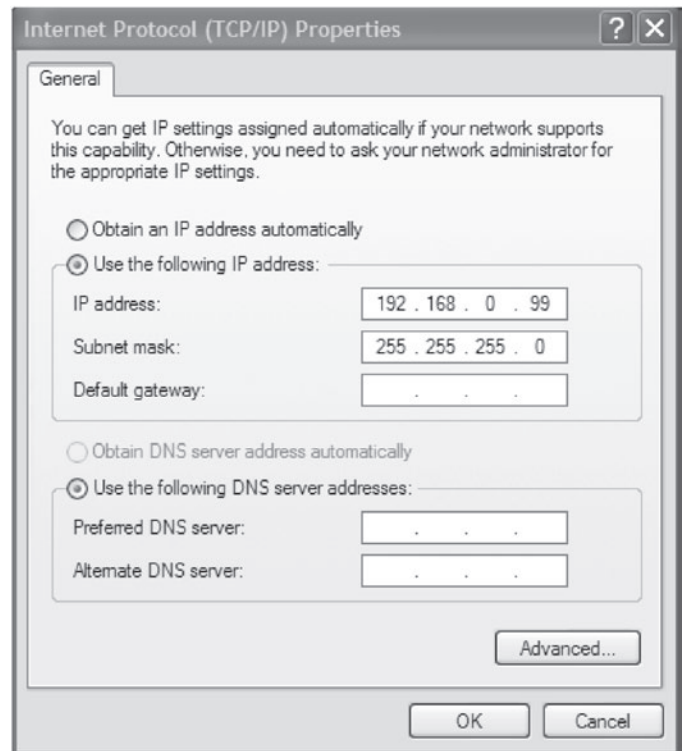 Internet Protocol (TCP/IP) Properties
General
You can get IP settings assigned automatically if your network supports
this capability. Otherwise, you need to ask your network administrator for
the appropriate IP settings.
Obtain an IP address automatically
Use the following IP address:
IP address: 192 . 168 . 0 . 99
Subnet mask: 255 . 255 . 255 . 0
Default gateway: . . .
Obtain DNS server address automatically
Use the following DNS server addresses:
Preferred DNS server: . . .
Alternate DNS server: . . .
Advanced...
OK Cancel